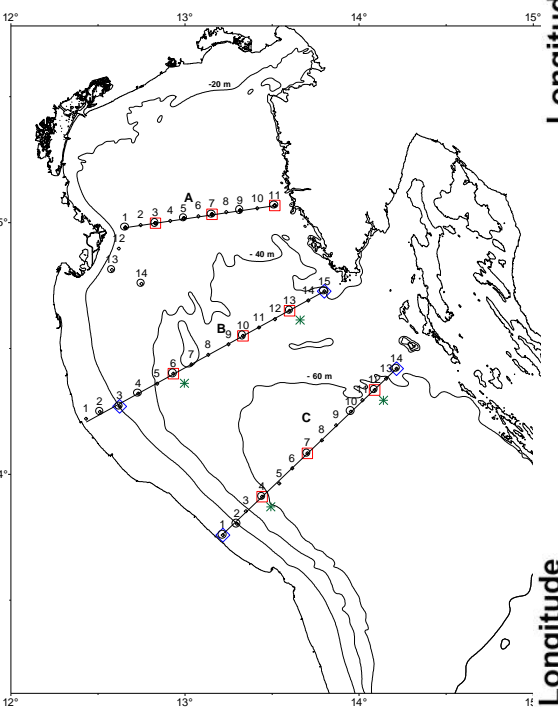 12° 13° 14° 15°
Longitude
-20 m
A
1 2 3 4 5 6 7 8 9 10 11
5°
12
13
14
- 40 m
B
1 2 3 4 5 6 7 8 9 10 11 12 13 14 15
- 60 m
C
1 2 3 4 5 6 7 8 9 10 12 13 14
4°
Longitude
12° 13° 14° 15